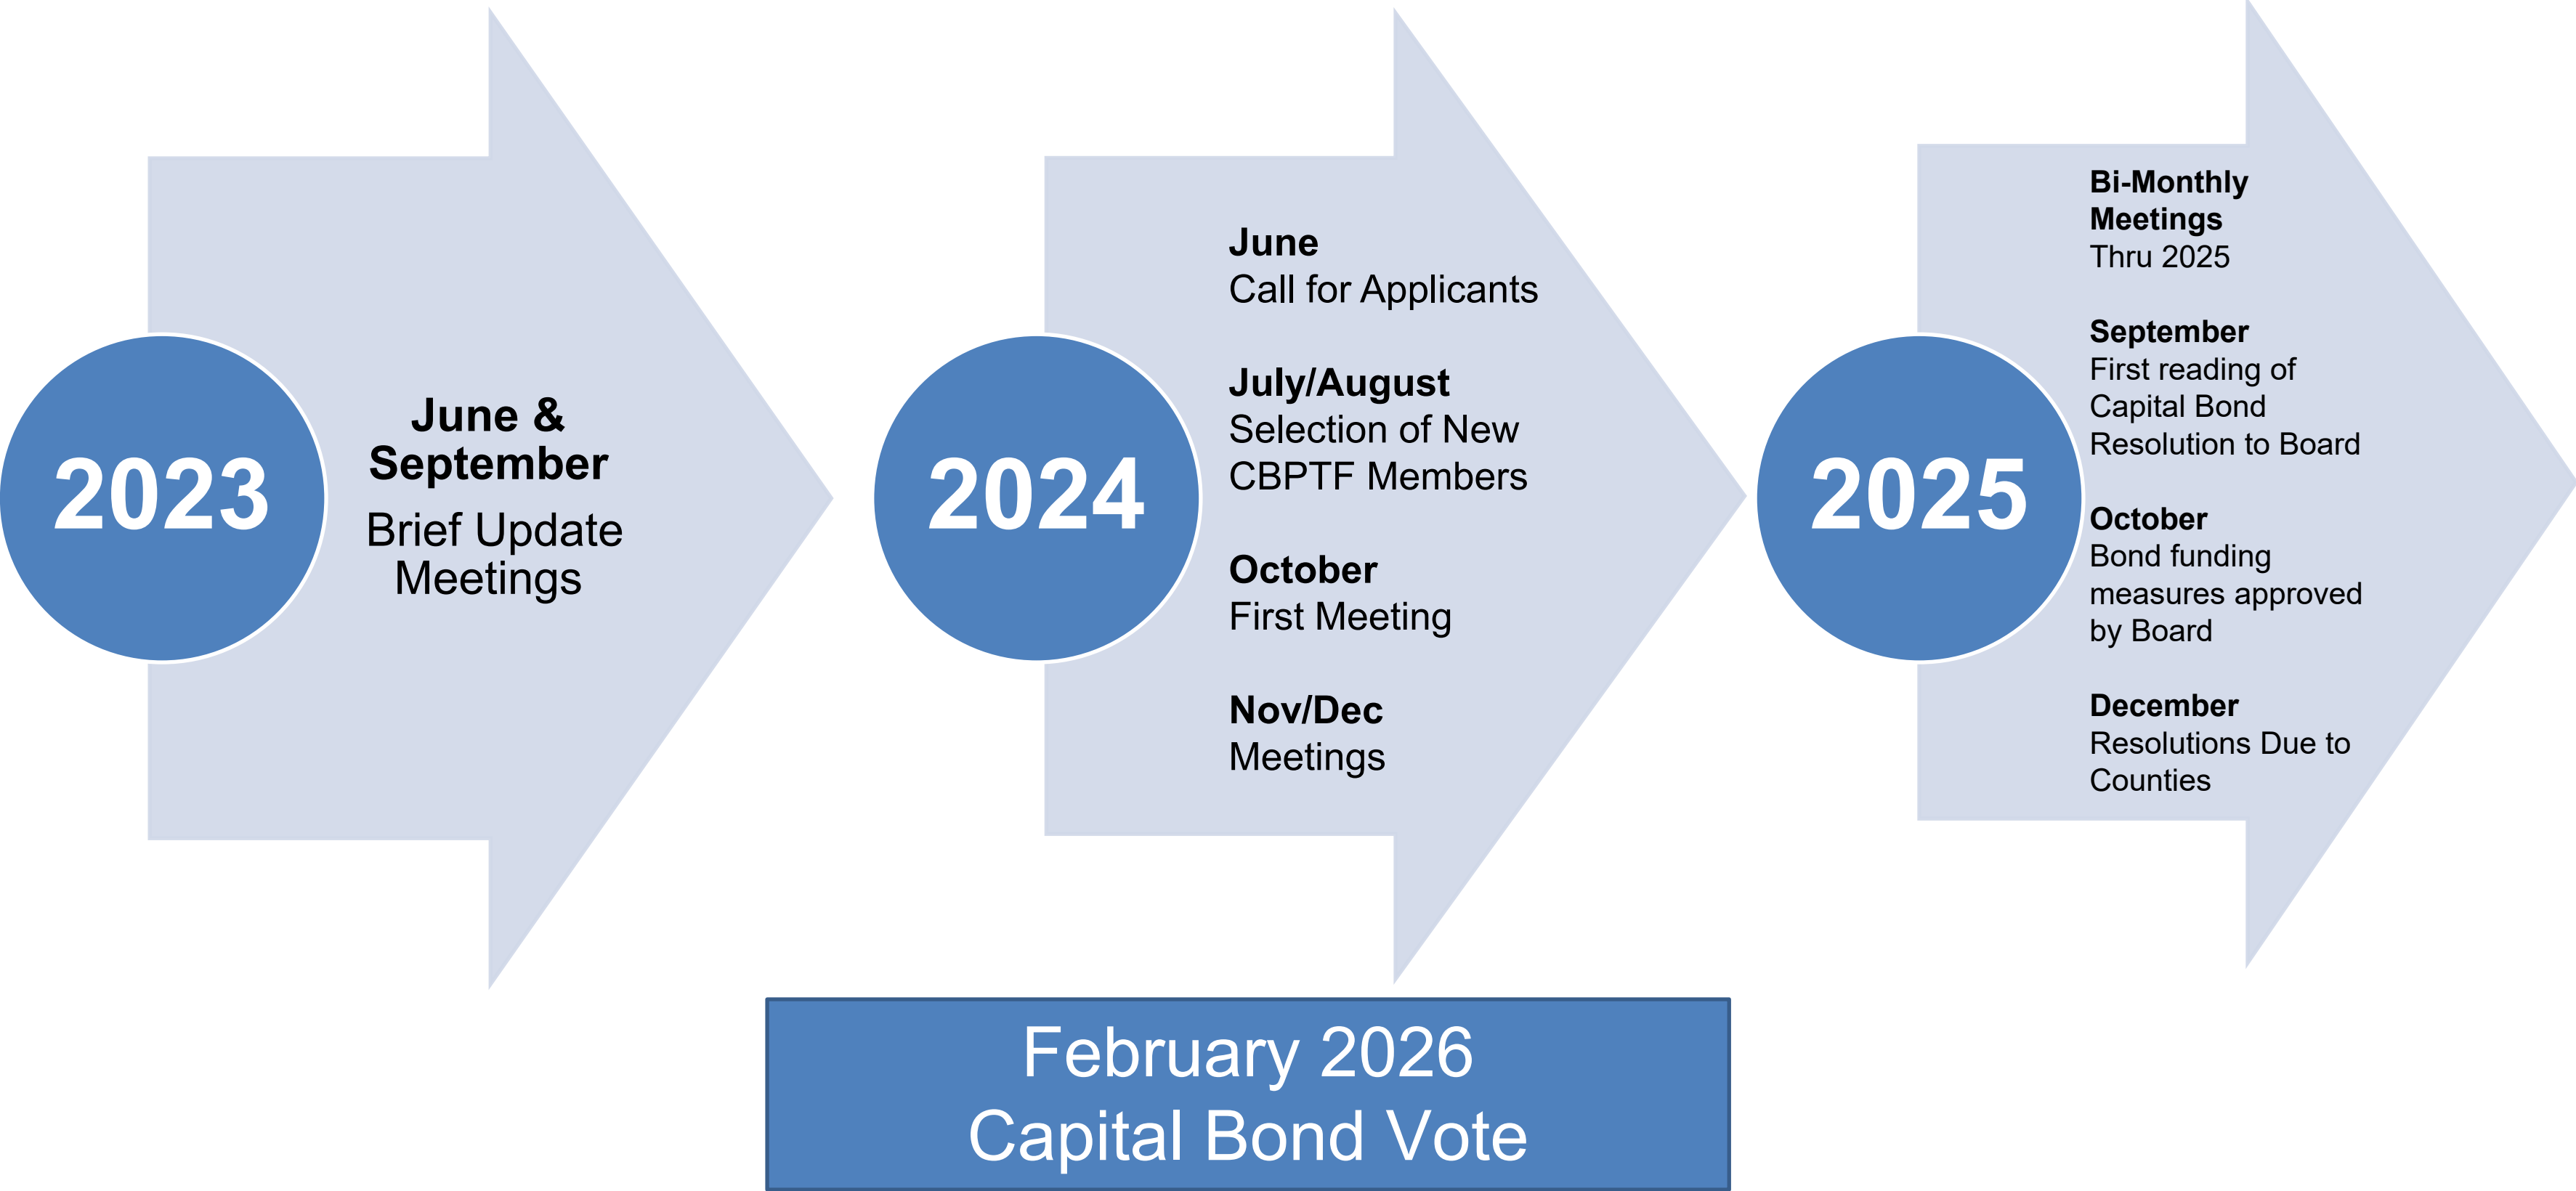 2023
June &
September
Brief Update
Meetings
2024
June
Call for Applicants
July/August
Selection of New
CBPTF Members
October
First Meeting
Nov/Dec
Meetings
2025
Bi-Monthly
Meetings
Thru 2025
September
First reading of
Capital Bond
Resolution to Board
October
Bond funding
measures approved
by Board
December
Resolutions Due to
Counties
February 2026
Capital Bond Vote